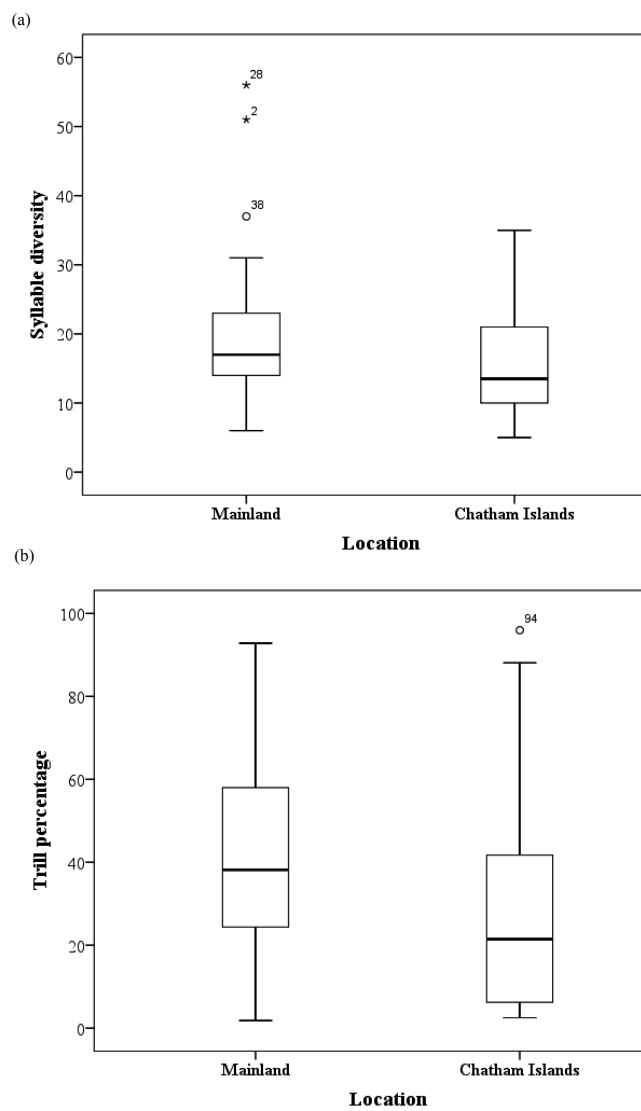 (a)
60
28
2
50
40
38
30
20
10
0
Syllable diversity
Mainland
Chatham Islands
Location
(b)
100
94
80
60
40
20
0
Trill percentage
Mainland
Chatham Islands
Location